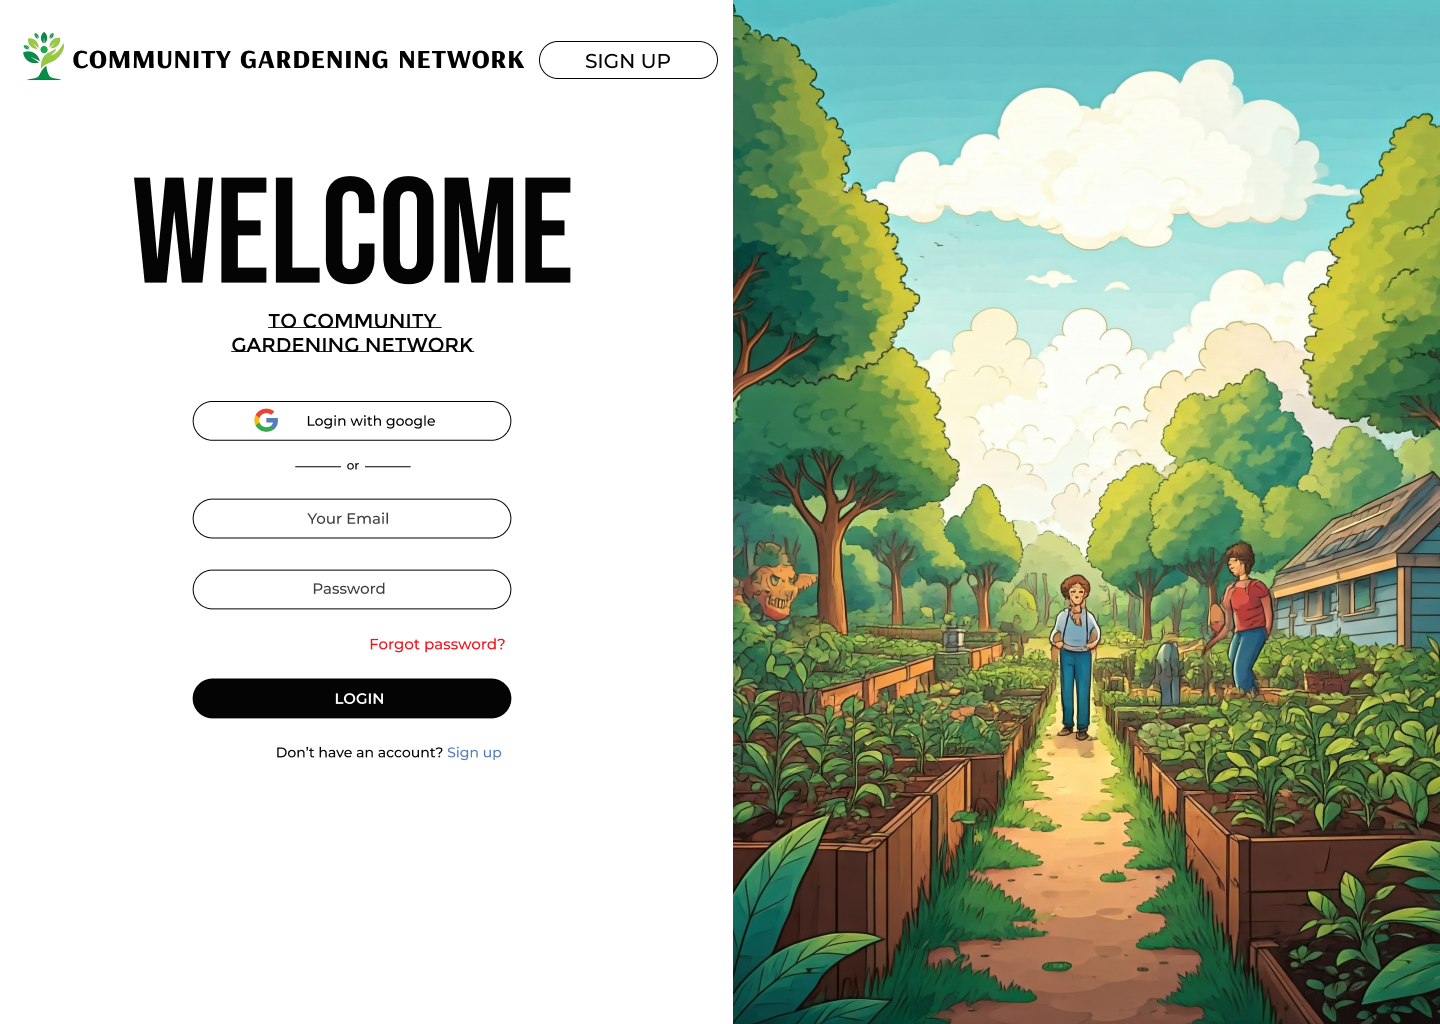 COMMUNITY GARDENING NETWORK
SIGN UP
WELCOME
TO COMMUNITY
GARDENING NETWORK
Login with google
or
Your Email
Password
Forgot password?
LOGIN
Don’t have an account? Sign up